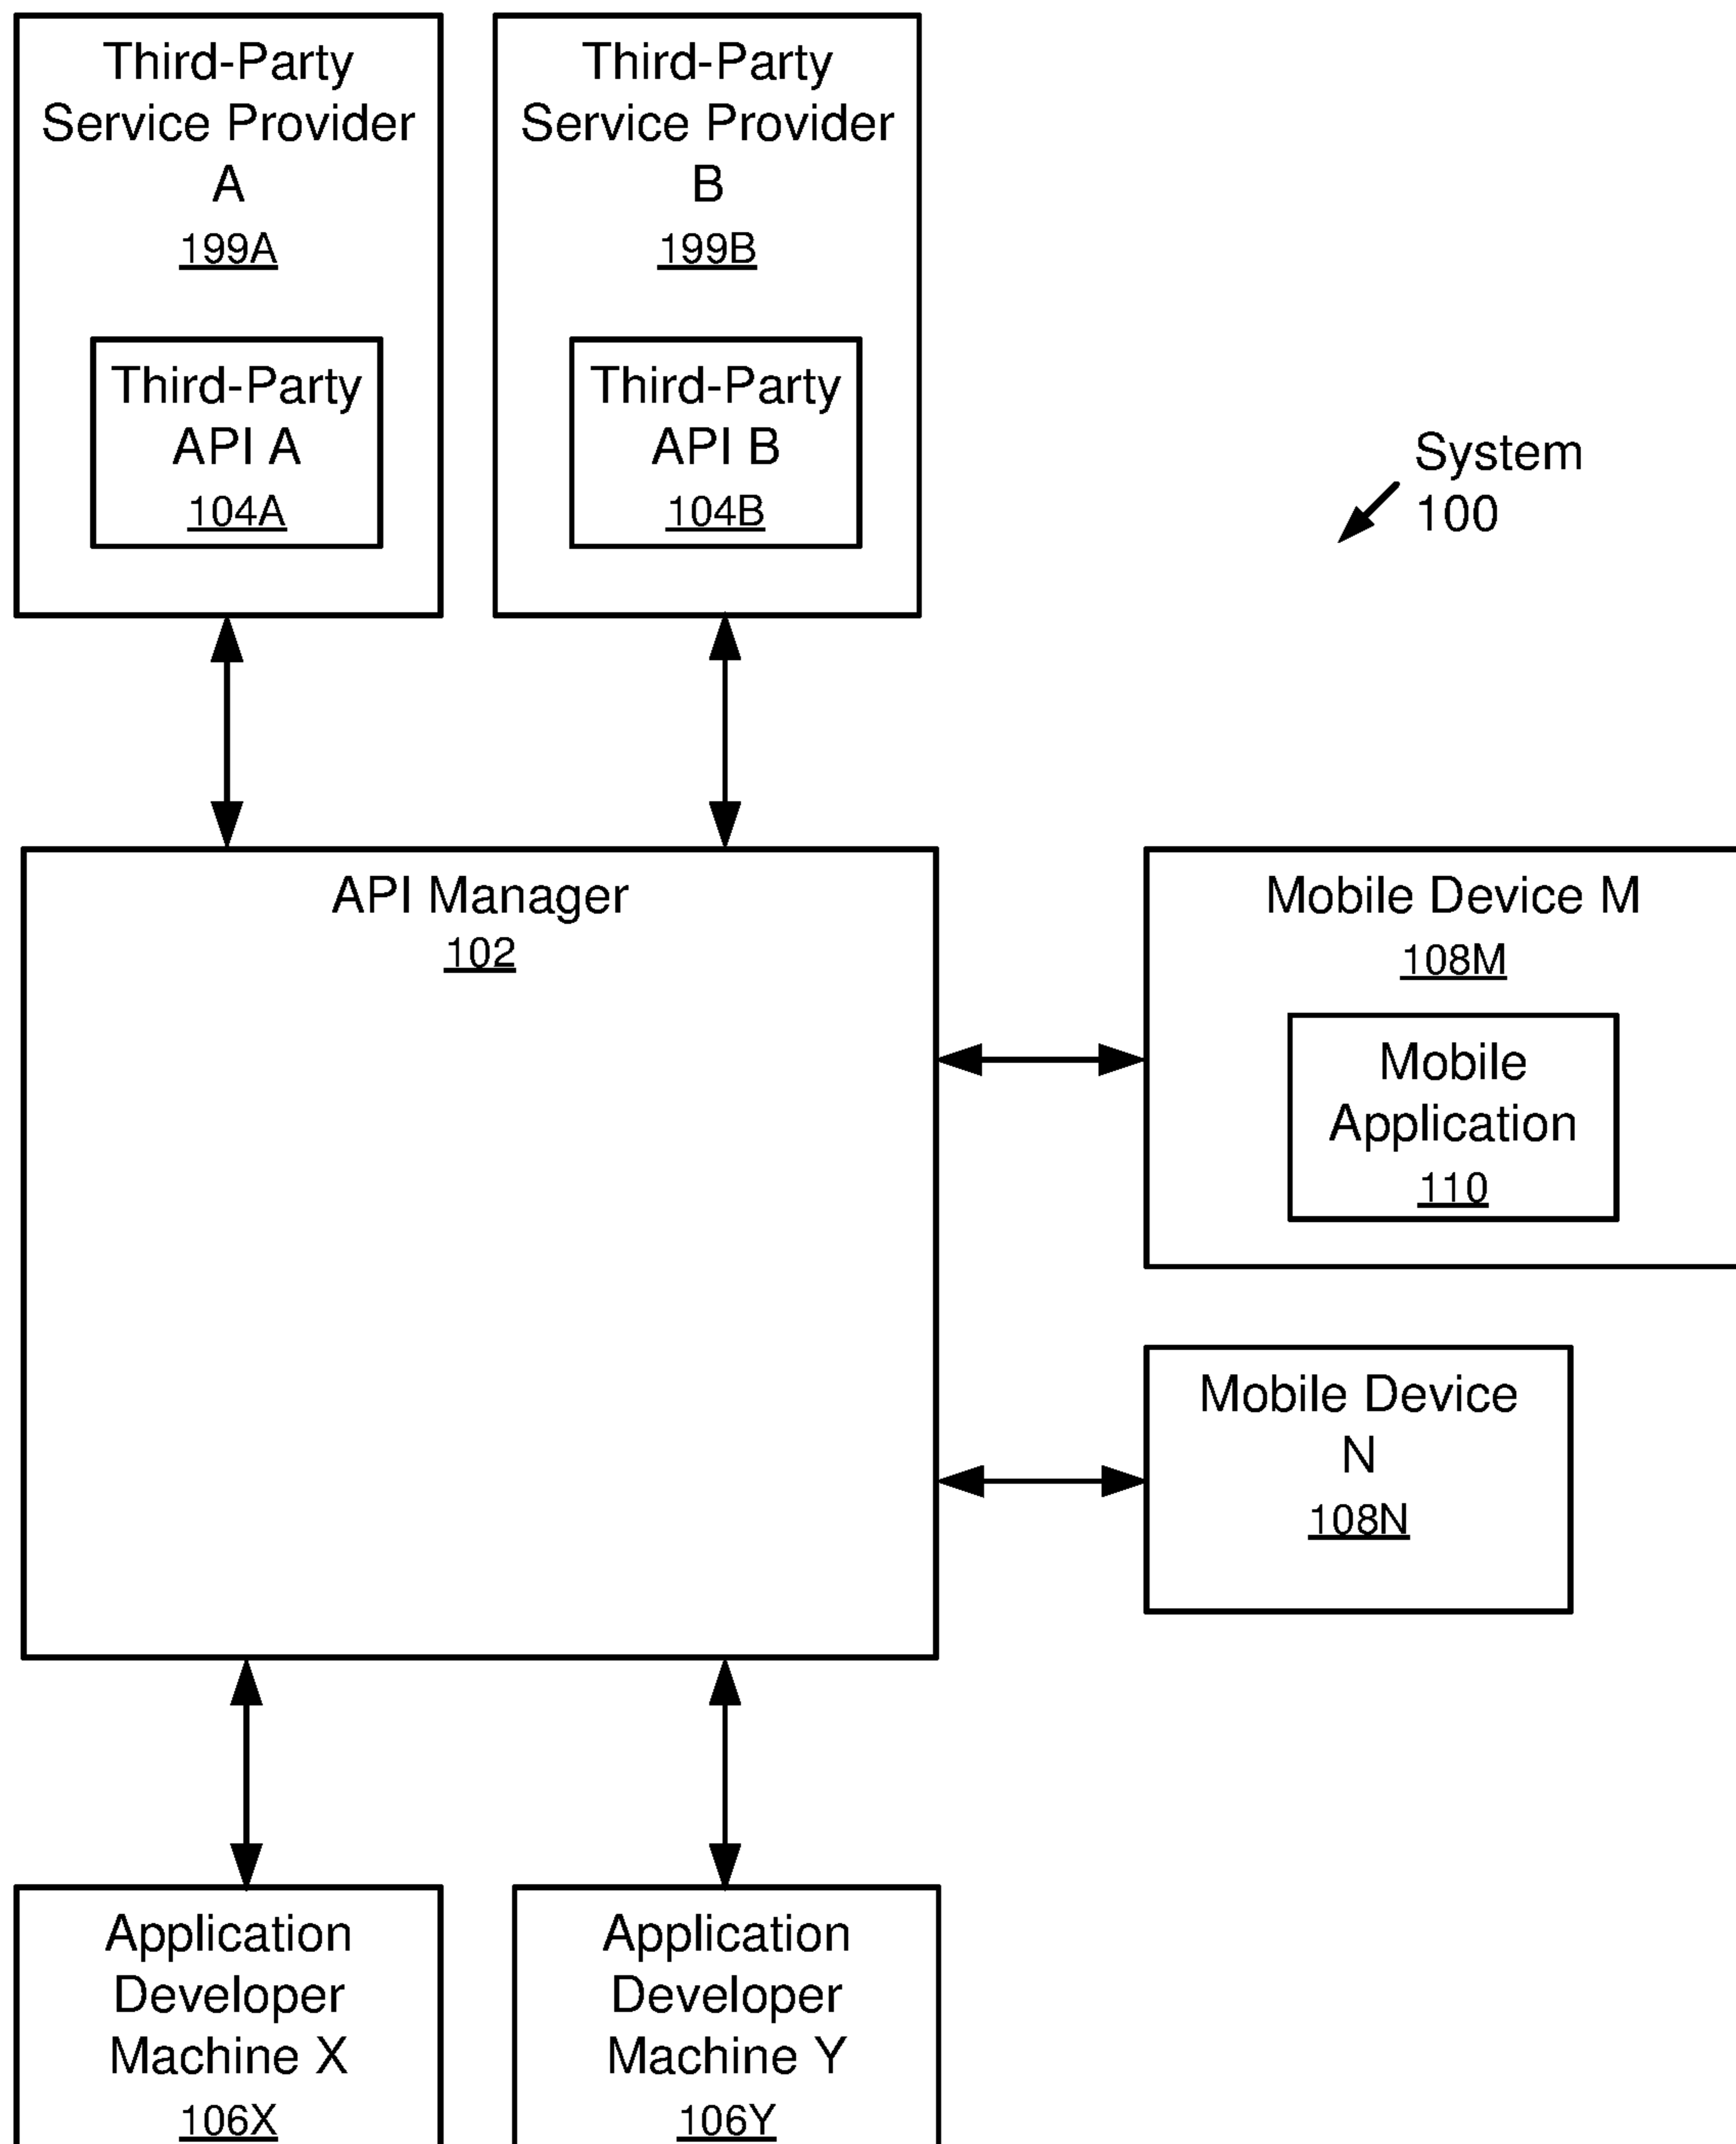 Third-Party
Service Provider
A
199A
Third-Party
API A
104A
Third-Party
Service Provider
B
199B
Third-Party
API B
104B
System
100
API Manager
102
Mobile Device M
108M
Mobile
Application
110
Mobile Device
N
108N
Application
Developer
Machine X
106X
Application
Developer
Machine Y
106Y